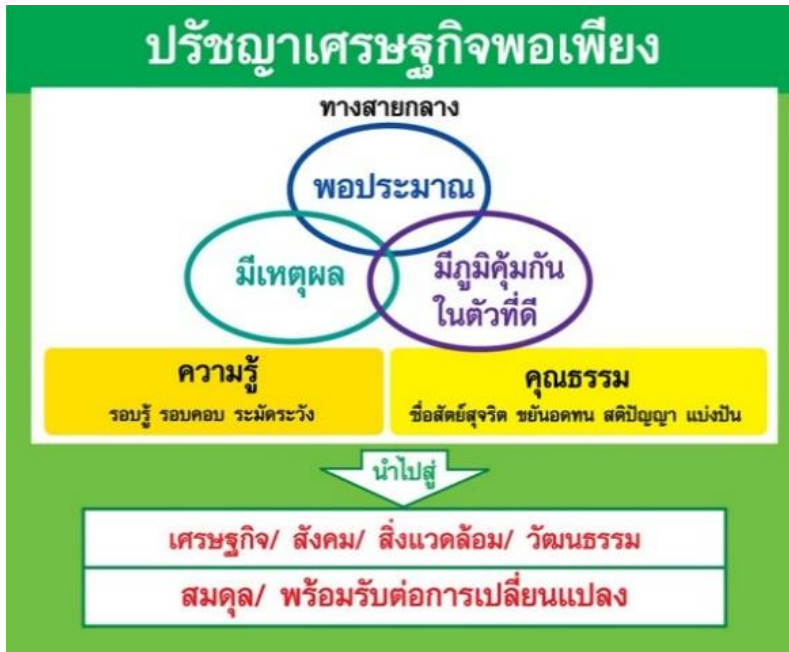 ปรัชญาเศรษฐกิจพอเพียง
ทางสายกลาง
พอประมาณ
มีเหตุผล
มีภูมิคุ้มกัน
ในตัวที่ดี
ความรู้
รอบรู้ รอบคอบ ระมัดระวัง
คุณธรรม
ซื่อสัตย์สุจริต ขยันอดทน สติปัญญา แบ่งปัน
นำไปสู่
เศรษฐกิจ/ สังคม/ สิ่งแวดล้อม/ วัฒนธรรม
สมดุล/ พร้อมรับต่อการเปลี่ยนแปลง